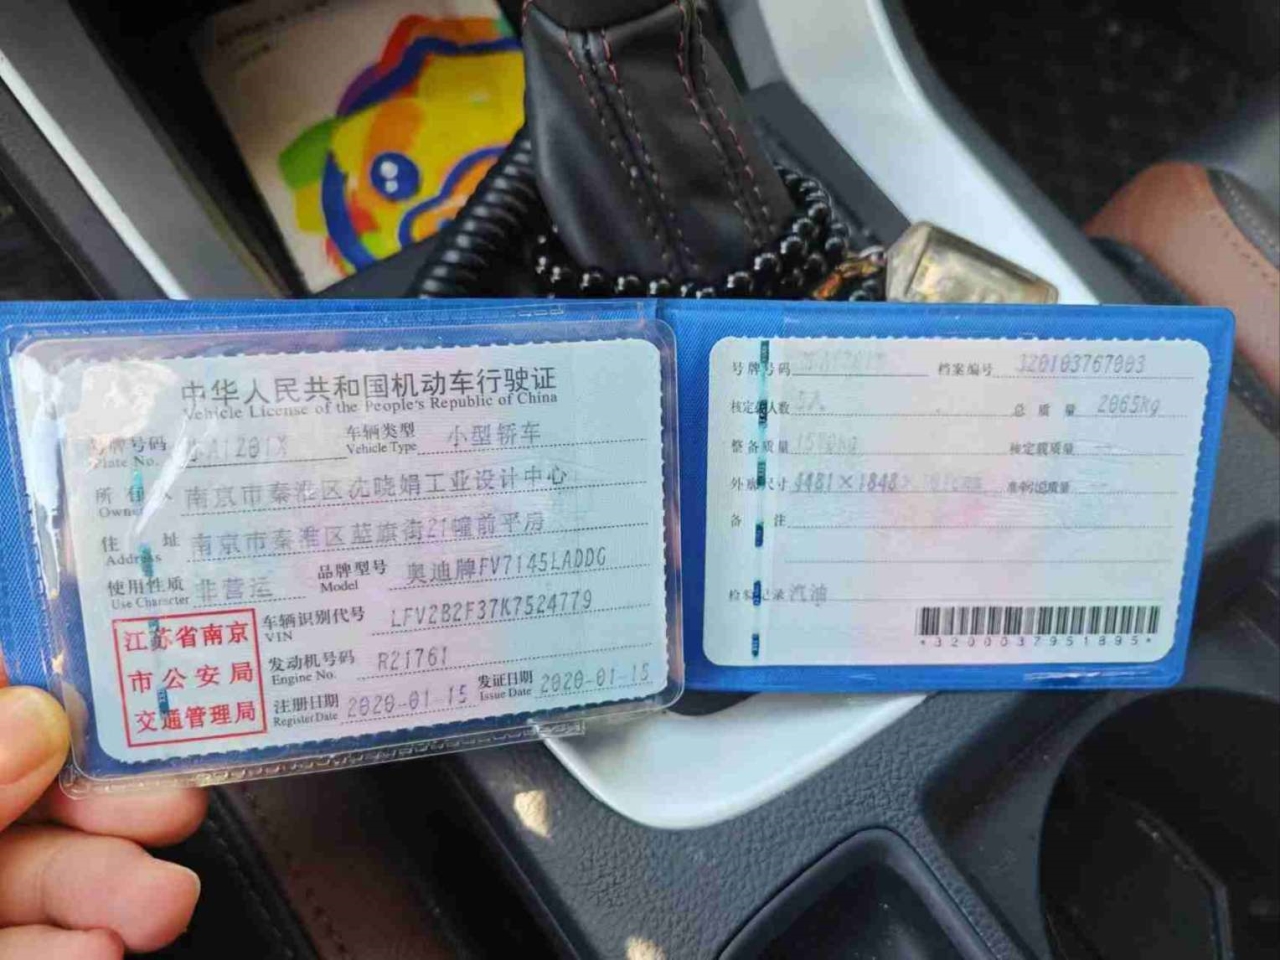 中华人民共和国机动车行驶证
Vehicle License of the People's Republic of China
号牌号码 A1Z01X 车辆类型 小型轿车
Plate No. Vehicle Type
所有人 南京市秦淮区沈晓娟工业设计中心
Owner
住址 南京市秦淮区蓝旗街21幢前平房
Address
使用性质 非营运 品牌型号 奥迪牌FV7145LADDG
Use Character Model
江苏省南京
市公安局
交通管理局
车辆识别代号 LFV2B2F37K7524779
VIN
发动机号码 R21761
Engine No.
注册日期 2020-01-15 发证日期 2020-01-15
Register Date Issue Date
号牌号码 档案编号 320103767003
核定载人数 5人 总质量 2065kg
整备质量 核定载质量 --
外廓尺寸 4481×1848× 准牵引总质量 --
备注
检验记录 汽油
*3200037951895*